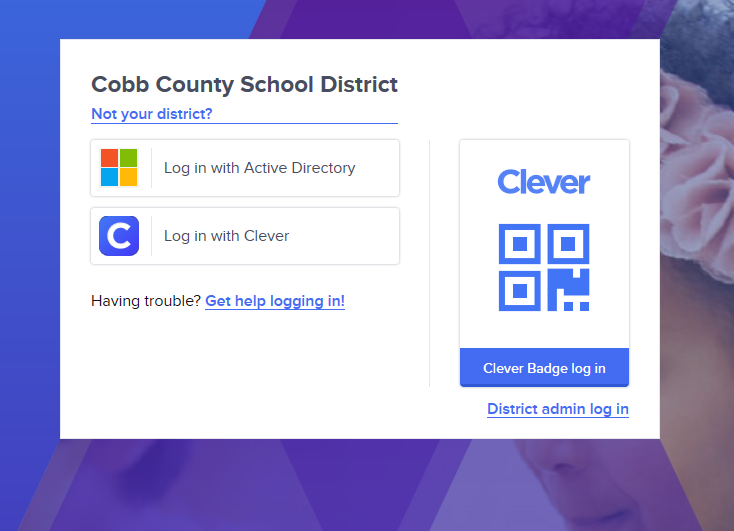 Cobb County School District
Not your district?
Log in with Active Directory
C
Log in with Clever
Having trouble? Get help logging in!
Clever
Clever Badge log in
District admin log in